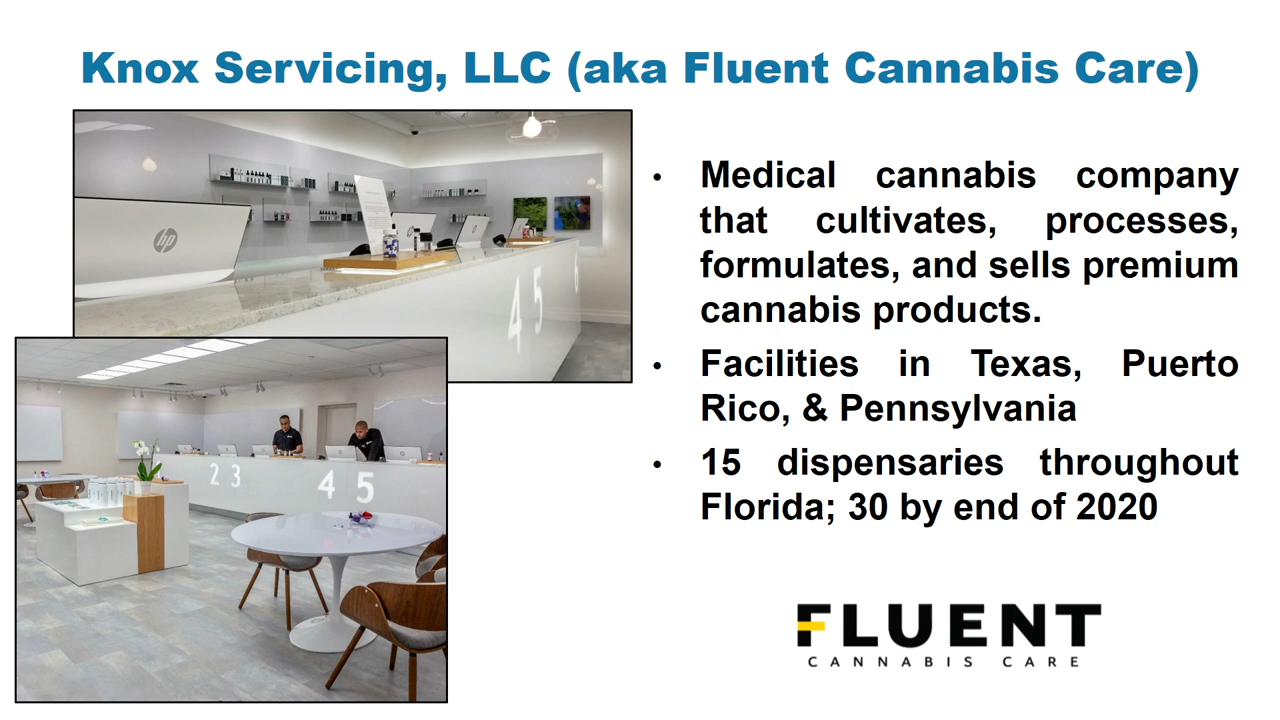 Knox Servicing, LLC (aka Fluent Cannabis Care)
hp
4 5 6
2 3
4 5
• Medical cannabis company
that cultivates, processes,
formulates, and sells premium
cannabis products.
• Facilities in Texas, Puerto
Rico, & Pennsylvania
• 15 dispensaries throughout
Florida; 30 by end of 2020
FLUENT
CANNABIS CARE